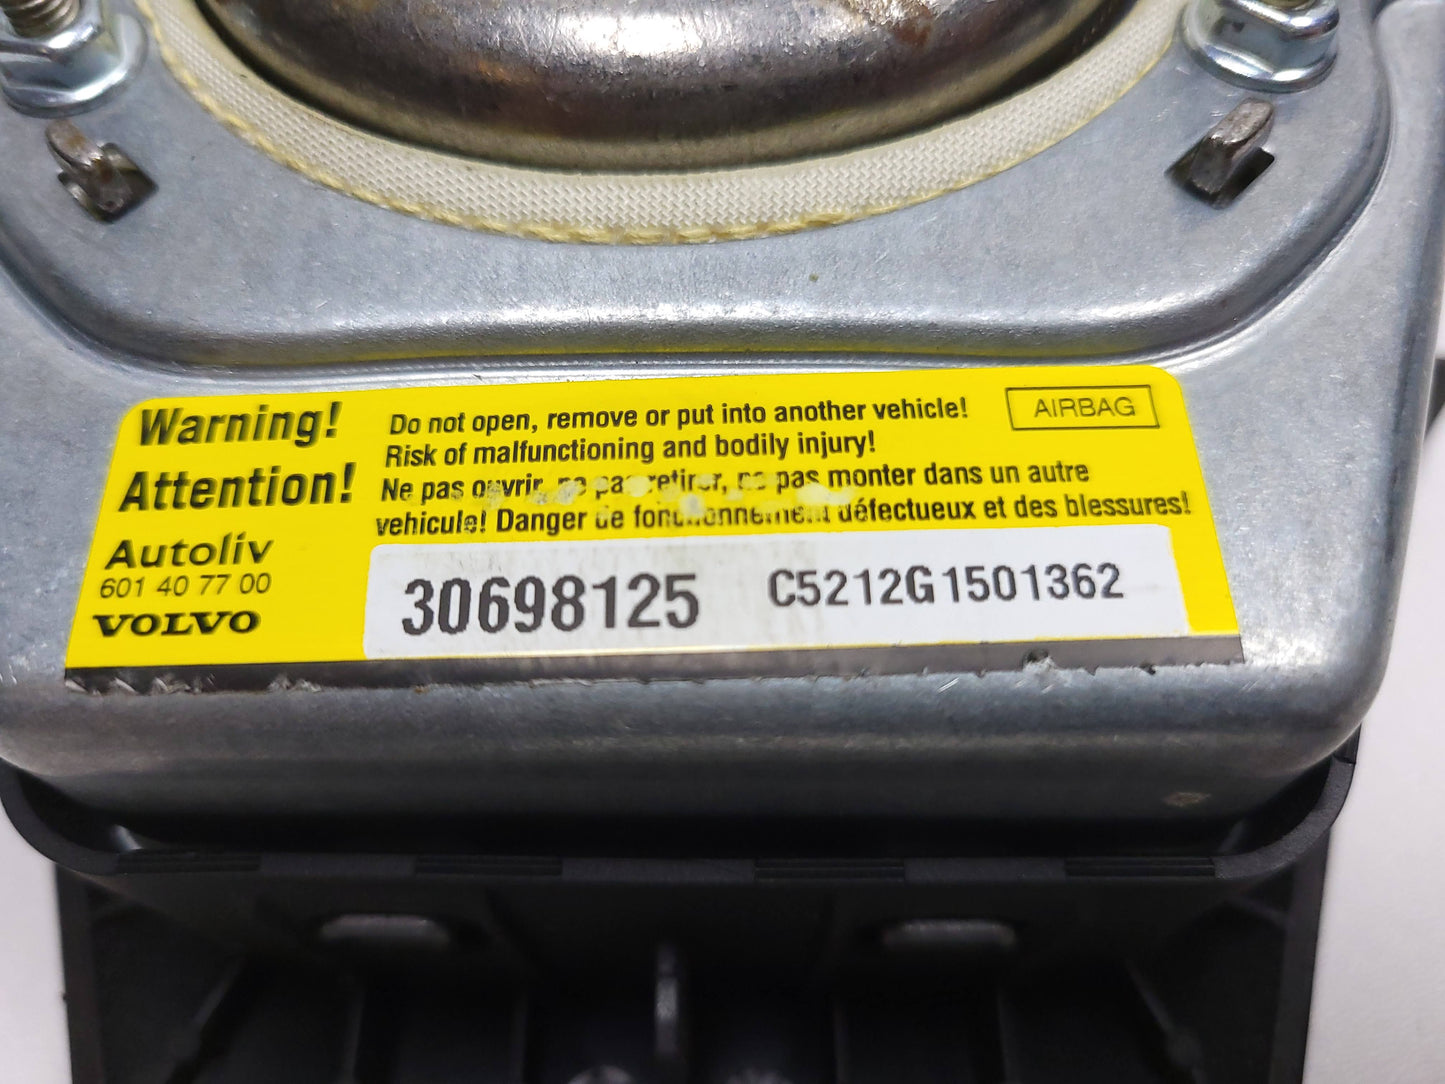 Warning!
Attention!
Do not open, remove or put into another vehicle!
Risk of malfunctioning and bodily injury!
Ne pas ouvrir, ne pas retirer, ne pas monter dans un autre
vehicule! Danger de fonctionnement défectueux et des blessures!
AIRBAG
Autoliv
601 40 77 00
VOLVO
30698125
C5212G1501362